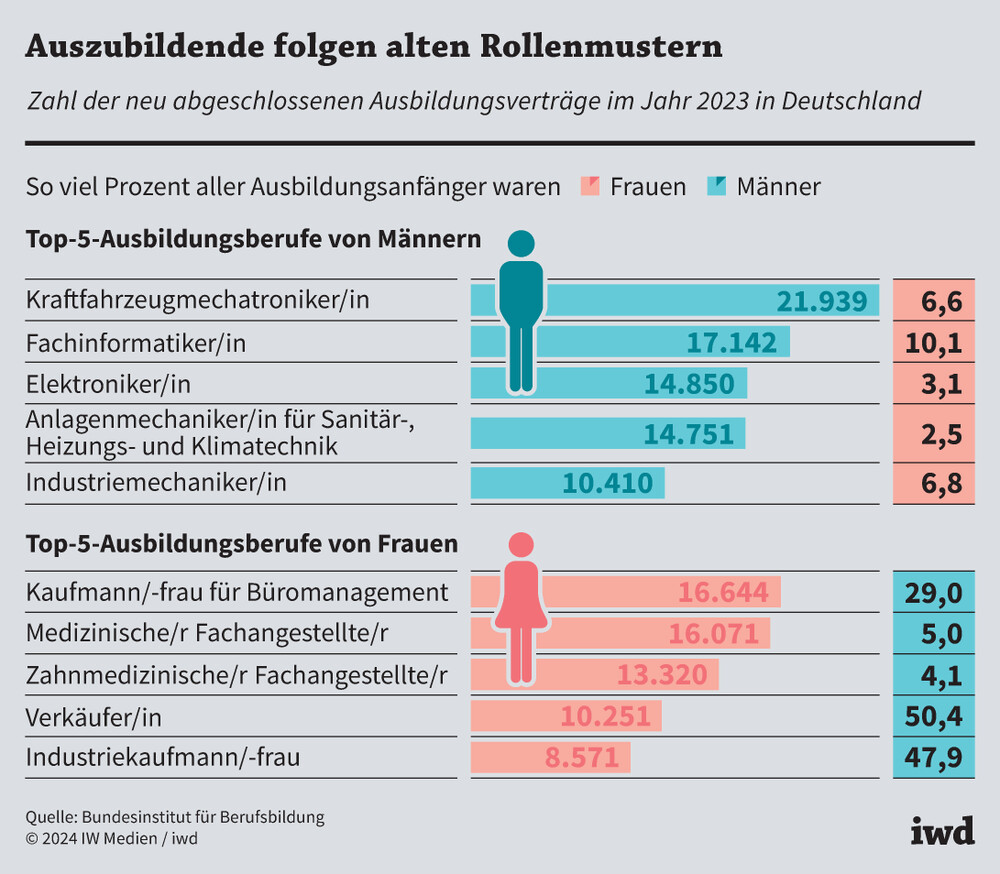 Auszubildende folgen alten Rollenmustern
Zahl der neu abgeschlossenen Ausbildungsverträge im Jahr 2023 in Deutschland
So viel Prozent aller Ausbildungsanfänger waren Frauen Männer
Top-5-Ausbildungsberufe von Männern
Kraftfahrzeugmechatroniker/in 21.939 6,6
Fachinformatiker/in 17.142 10,1
Elektroniker/in 14.850 3,1
Anlagenmechaniker/in für Sanitär-,
Heizungs- und Klimatechnik 14.751 2,5
Industriemechaniker/in 10.410 6,8
Top-5-Ausbildungsberufe von Frauen
Kaufmann/-frau für Büromanagement 16.644 29,0
Medizinische/r Fachangestellte/r 16.071 5,0
Zahnmedizinische/r Fachangestellte/r 13.320 4,1
Verkäufer/in 10.251 50,4
Industriekaufmann/-frau 8.571 47,9
Quelle: Bundesinstitut für Berufsbildung
© 2024 IW Medien / iwd
iwd